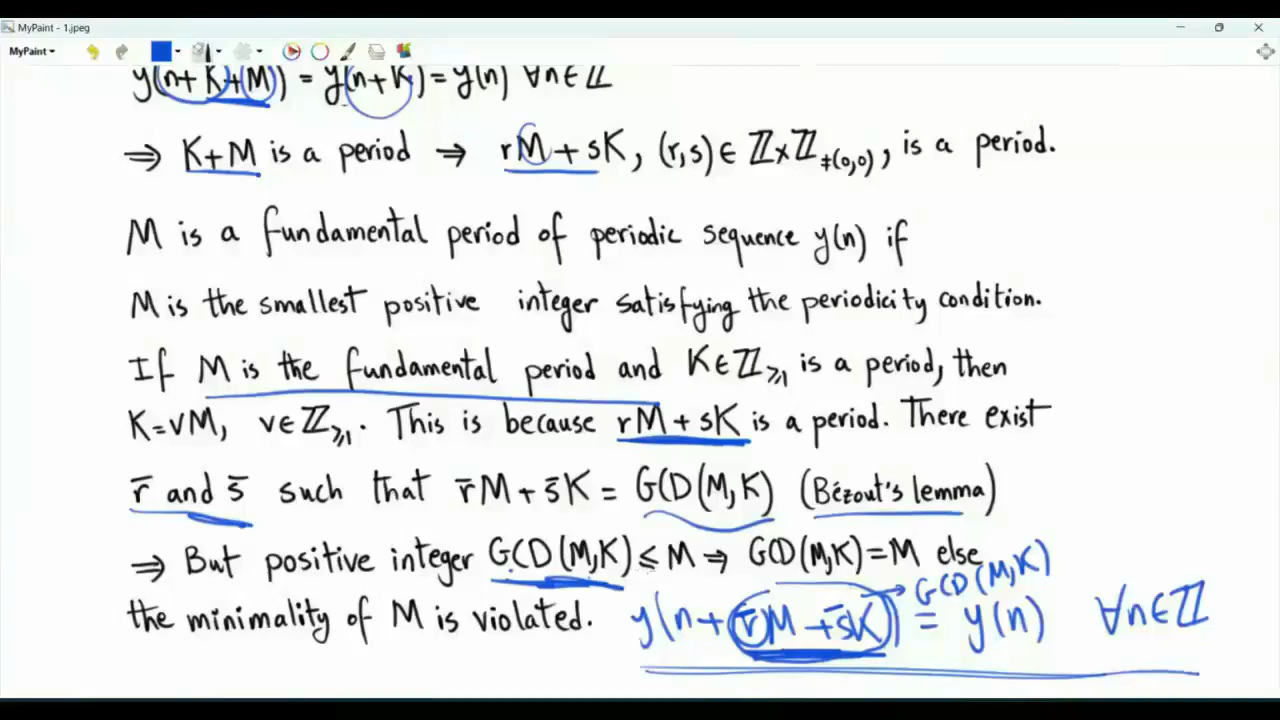 MyPaint - 1.jpeg
MyPaint
y(n+K+M) = y(n+K) = y(n) ∀n∈ℤ
⇒ K+M is a period ⇒ rM + sK, (r,s) ∈ ℤ×ℤ≠(0,0), is a period.
M is a fundamental period of periodic sequence y(n) if
M is the smallest positive integer satisfying the periodicity condition.
If M is the fundamental period and K∈ℤ⩾1 is a period, then
K=vM, v∈ℤ⩾1. This is because rM + sK is a period. There exist
r̄ and s̄ such that r̄M + s̄K = GCD(M,K) (Bézout's lemma)
⇒ But positive integer GCD(M,K) ≤ M ⇒ GCD(M,K) = M else
the minimality of M is violated.
GCD(M,K)
y(n + r̄M + s̄K) = y(n) ∀n∈ℤ